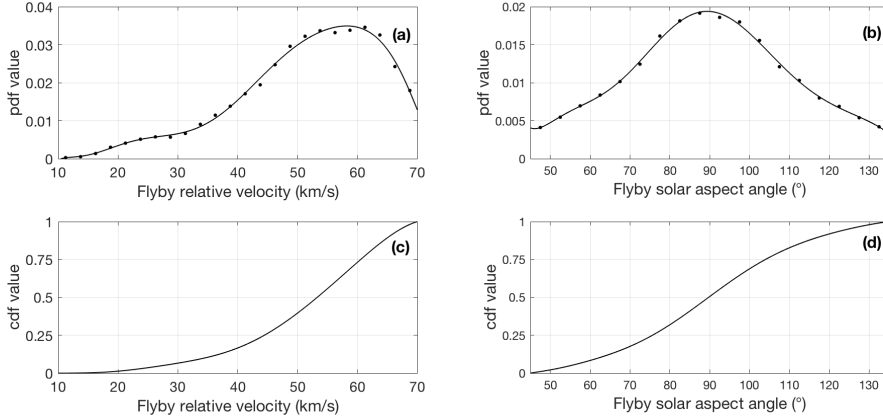 (a)
pdf value
0.04
0.03
0.02
0.01
0
10 20 30 40 50 60 70
Flyby relative velocity (km/s)
(b)
pdf value
0.02
0.015
0.01
0.005
0
50 60 70 80 90 100 110 120 130
Flyby solar aspect angle (°)
(c)
cdf value
1
0.75
0.5
0.25
0
10 20 30 40 50 60 70
Flyby relative velocity (km/s)
(d)
cdf value
1
0.75
0.5
0.25
0
50 60 70 80 90 100 110 120 130
Flyby solar aspect angle (°)